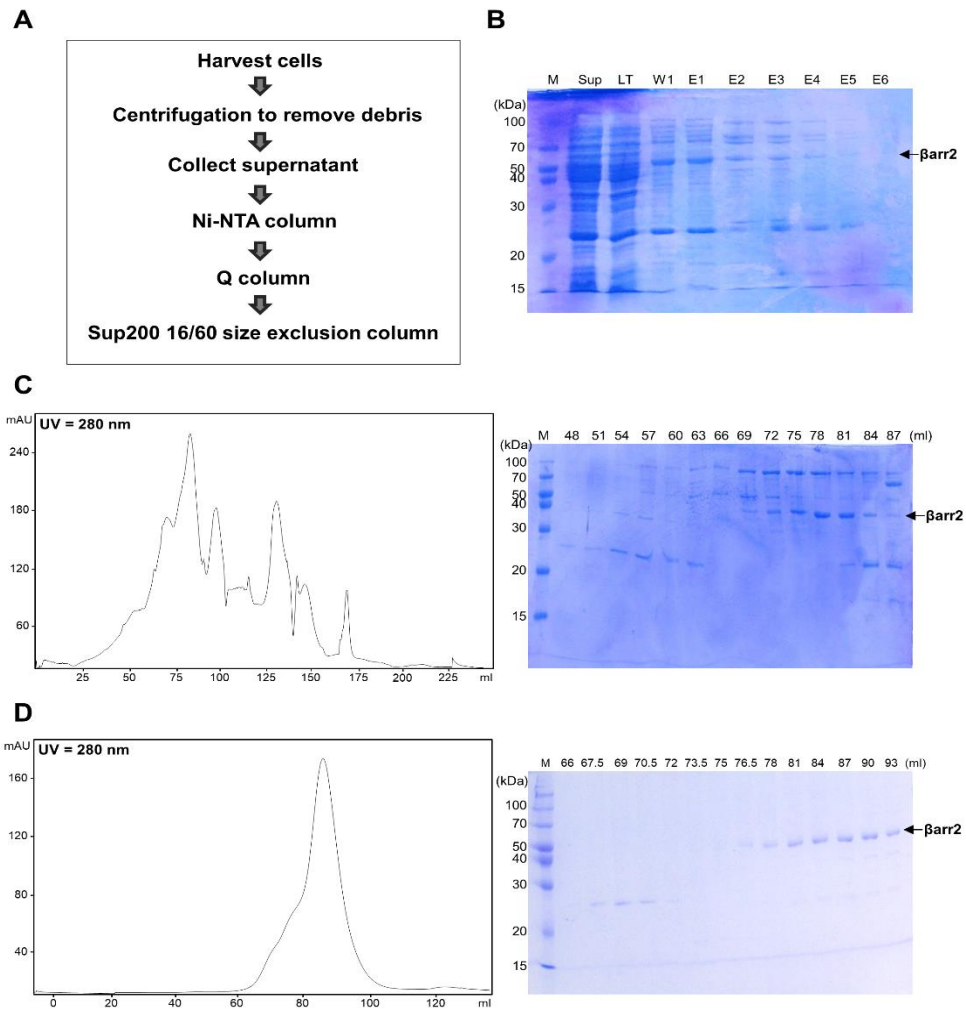 A
Harvest cells
Centrifugation to remove debris
Collect supernatant
Ni-NTA column
Q column
Sup200 16/60 size exclusion column
B
M Sup LT W1 E1 E2 E3 E4 E5 E6
(kDa)
100
70
50
40
30
20
15
βarr2
C
mAU
UV = 280 nm
240
180
120
60
25 50 75 100 125 150 175 200 225 ml
M 48 51 54 57 60 63 66 69 72 75 78 81 84 87 (ml)
(kDa)
100
70
50
40
30
20
15
βarr2
D
mAU
UV = 280 nm
160
120
80
40
0 20 40 60 80 100 120 ml
M 66 67.5 69 70.5 72 73.5 75 76.5 78 81 84 87 90 93 (ml)
(kDa)
100
70
50
40
30
20
15
βarr2